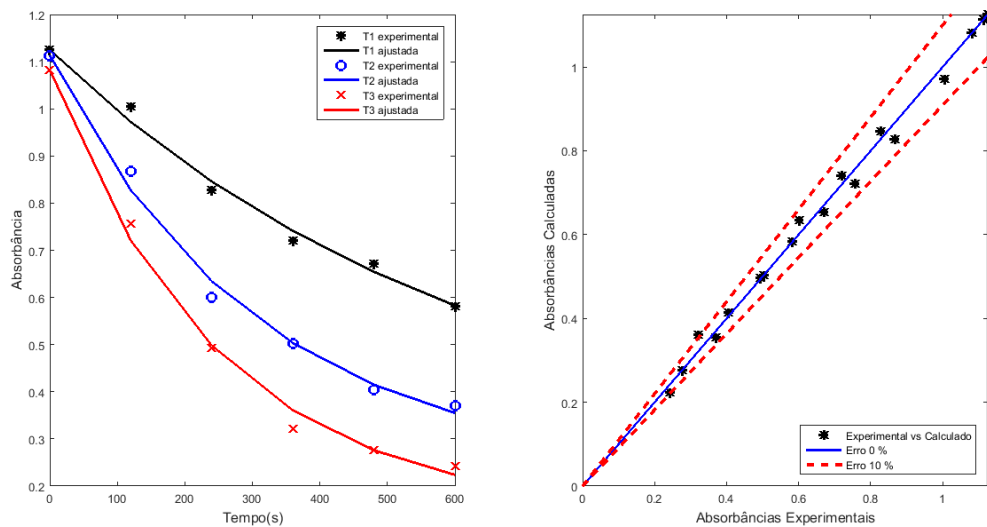 1.2
1.1
1
0.9
0.8
0.7
0.6
0.5
0.4
0.3
0.2
Absorbância
0 100 200 300 400 500 600
Tempo(s)
T1 experimental
T1 ajustada
T2 experimental
T2 ajustada
T3 experimental
T3 ajustada
1
0.8
0.6
0.4
0.2
0
Absorbâncias Calculadas
0 0.2 0.4 0.6 0.8 1
Absorbâncias Experimentais
Experimental vs Calculado
Erro 0 %
Erro 10 %